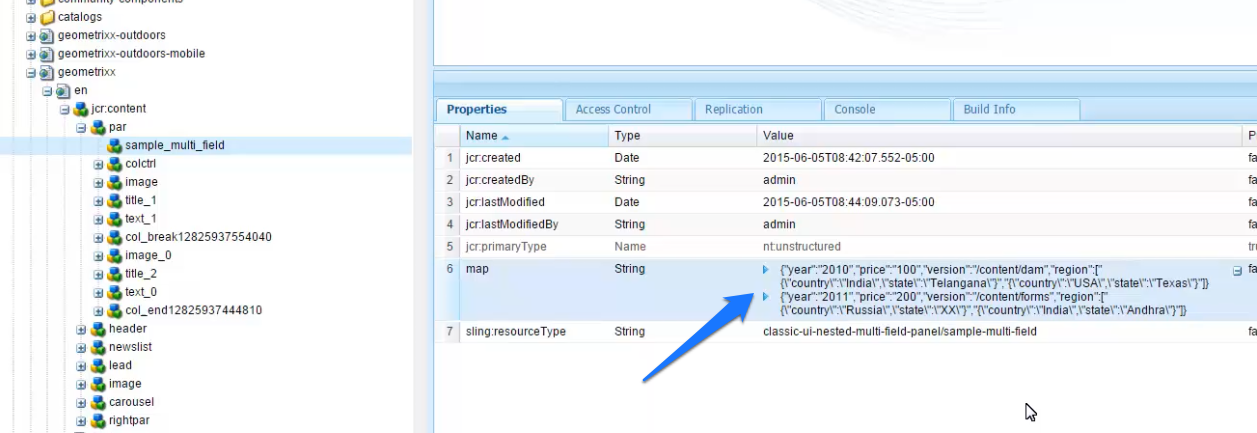 community-components
catalogs
geometrixx-outdoors
geometrixx-outdoors-mobile
geometrixx
en
jcr:content
par
sample_multi_field
colctrl
image
title_1
text_1
col_break12825937554040
image_0
title_2
text_0
col_end12825937444810
header
newslist
lead
image
carousel
rightpar
Properties Access Control Replication Console Build Info
Name Type Value P
1 jcr:created Date 2015-06-05T08:42:07.552-05:00 fa
2 jcr:createdBy String admin fa
3 jcr:lastModified Date 2015-06-05T08:44:09.073-05:00 fa
4 jcr:lastModifiedBy String admin fa
5 jcr:primaryType Name nt:unstructured tru
6 map String {"year":"2010","price":"100","version":"/content/dam","region":[" fa
{\"country\":\"India\",\"state\":\"Telangana\"}","{\"country\":\"USA\",\"state\":\"Texas\"}"]}
{"year":"2011","price":"200","version":"/content/forms","region":["
{\"country\":\"Russia\",\"state\":\"XX\"}","{\"country\":\"India\",\"state\":\"Andhra\"}"]}
7 sling:resourceType String classic-ui-nested-multi-field-panel/sample-multi-field fa